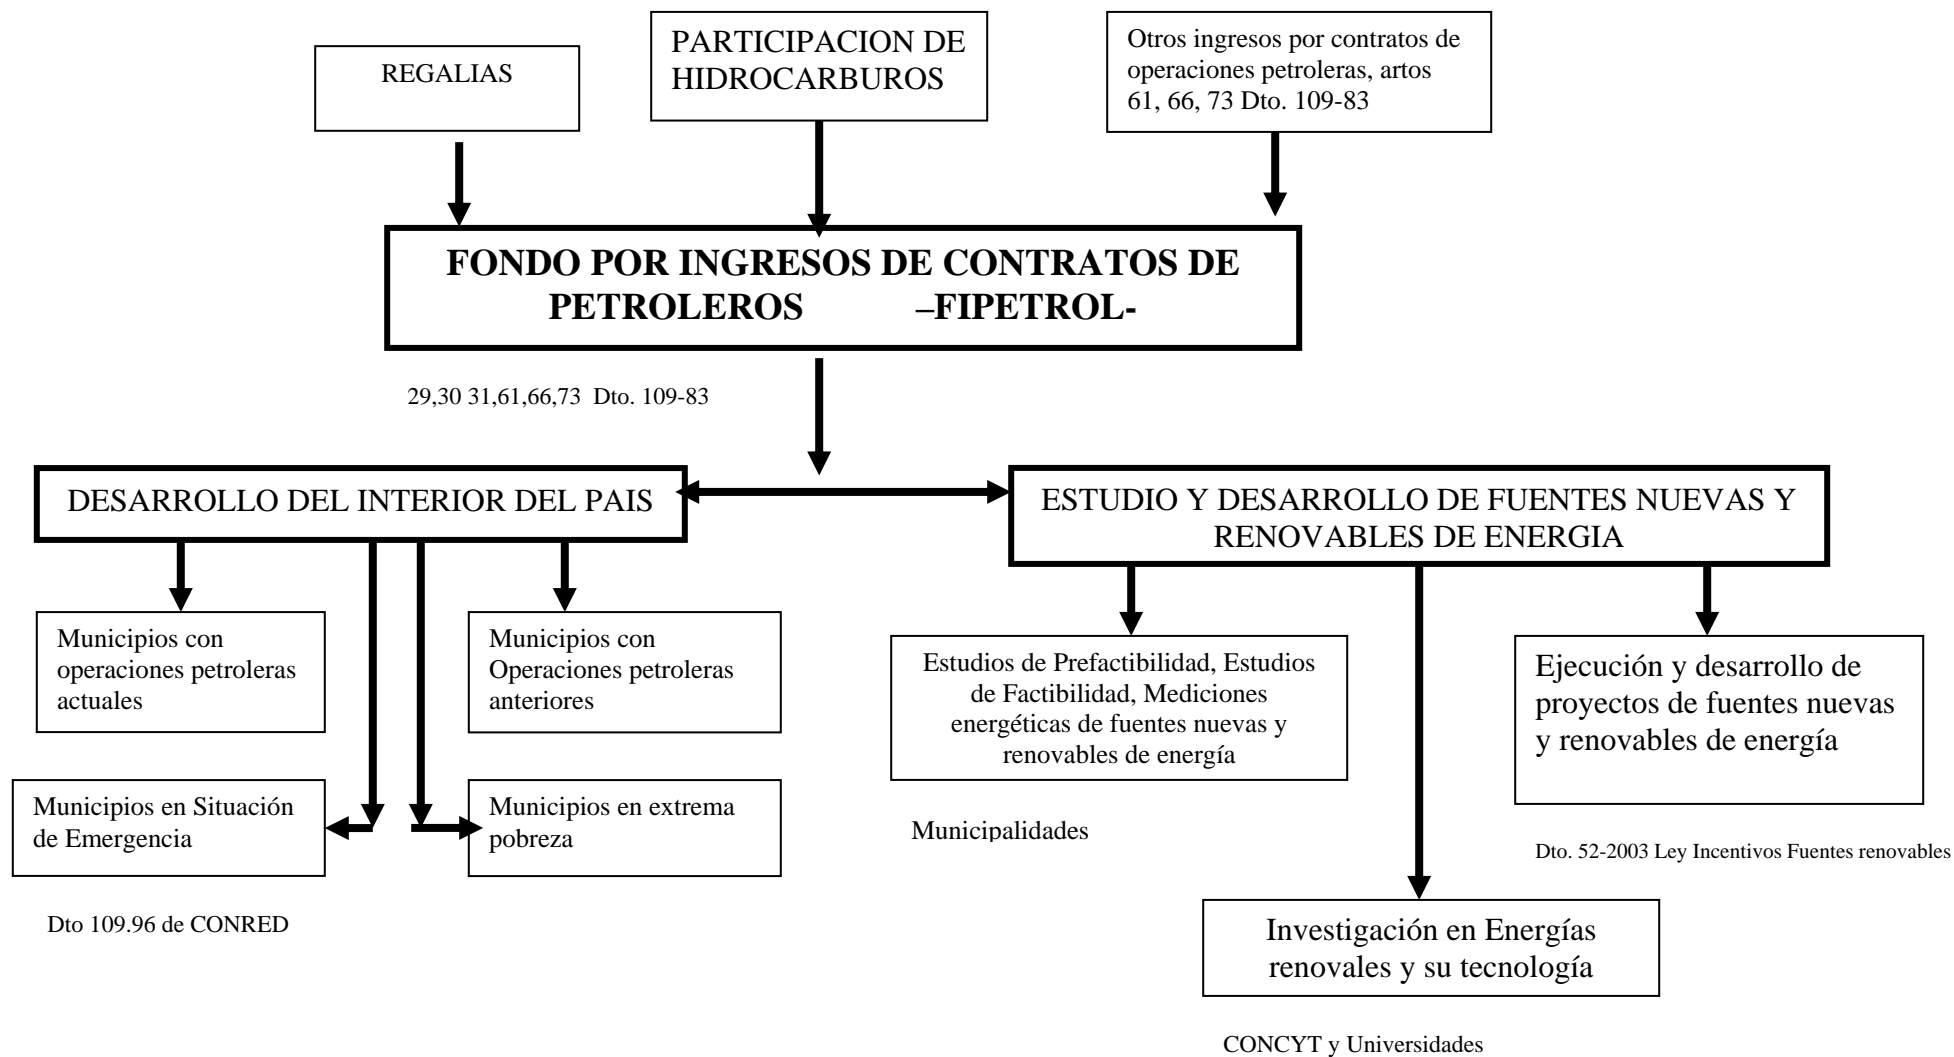 REGALIAS
PARTICIPACION DE
HIDROCARBUROS
Otros ingresos por contratos de
operaciones petroleras, artos
61, 66, 73 Dto. 109-83
FONDO POR INGRESOS DE CONTRATOS DE
PETROLEROS –FIPETROL-
29,30 31,61,66,73 Dto. 109-83
DESARROLLO DEL INTERIOR DEL PAIS
ESTUDIO Y DESARROLLO DE FUENTES NUEVAS Y
RENOVABLES DE ENERGIA
Municipios con
operaciones petroleras
actuales
Municipios con
Operaciones petroleras
anteriores
Estudios de Prefactibilidad, Estudios
de Factibilidad, Mediciones
energéticas de fuentes nuevas y
renovables de energía
Ejecución y desarrollo de
proyectos de fuentes nuevas
y renovables de energía
Municipios en Situación
de Emergencia
Municipios en extrema
pobreza
Municipalidades
Dto. 52-2003 Ley Incentivos Fuentes renovables
Dto 109.96 de CONRED
Investigación en Energías
renovales y su tecnología
CONCYT y Universidades